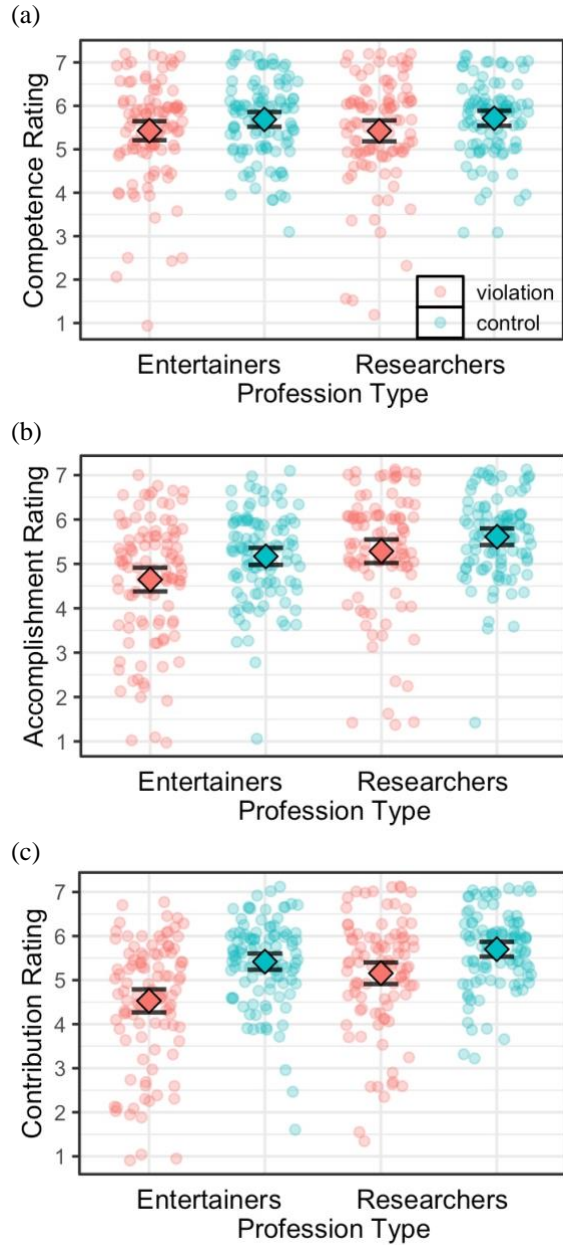 (a)
Competence Rating
7
6
5
4
3
2
1
violation
control
Entertainers Researchers
Profession Type
(b)
Accomplishment Rating
7
6
5
4
3
2
1
Entertainers Researchers
Profession Type
(c)
Contribution Rating
7
6
5
4
3
2
1
Entertainers Researchers
Profession Type